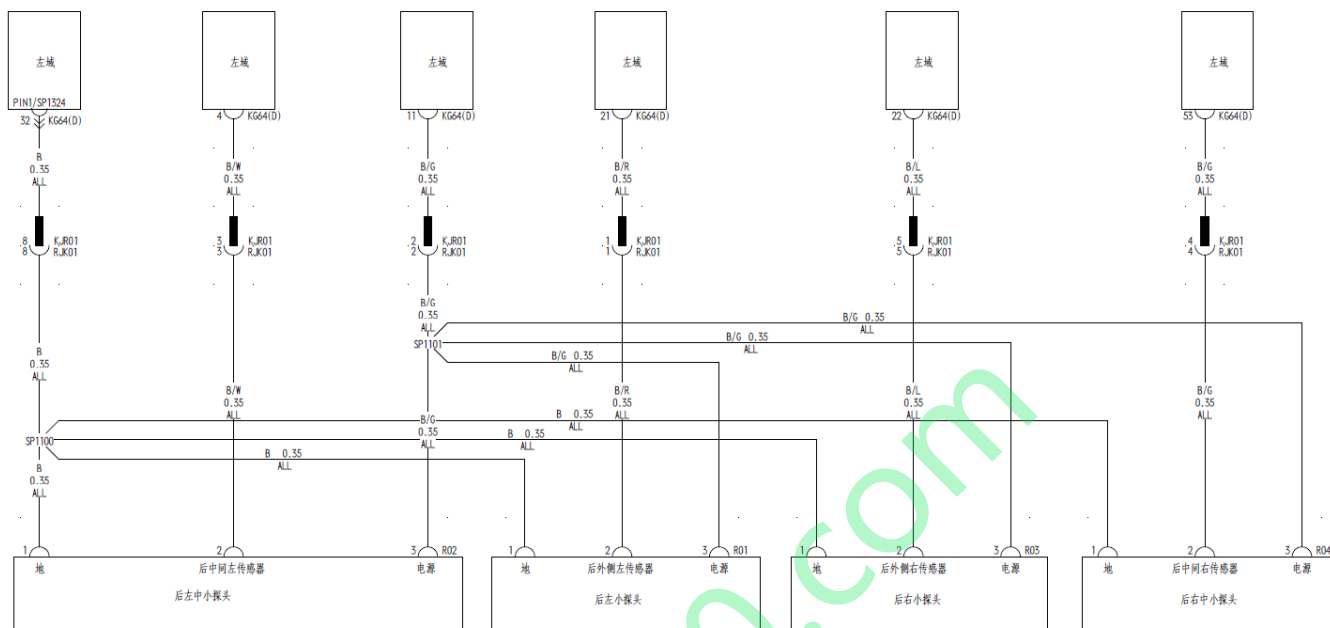 左域 左域 左域 左域 左域 左域
PIN1/SP1324
32 KG64(D) 4 KG64(D) 11 KG64(D) 21 KG64(D) 22 KG64(D) 53 KG64(D)
B B/W B/G B/R B/L B/G
0.35 0.35 0.35 0.35 0.35 0.35
ALL ALL ALL ALL ALL ALL
8 KJR01 3 KJR01 2 KJR01 1 KJR01 5 KJR01 4 KJR01
8 RJK01 3 RJK01 2 RJK01 1 RJK01 5 RJK01 4 RJK01
B/G
0.35
ALL
B/G 0.35
ALL
SP1101
B/G 0.35
ALL
B/G 0.35
ALL
B
0.35
ALL
B/W B/R B/L B/G
0.35 0.35 0.35 0.35
ALL ALL ALL ALL
B/G
0.35
ALL
B 0.35
ALL
SP1100
B 0.35
ALL
B 0.35
ALL
B
0.35
ALL
1 2 3 R02 1 2 3 R01 1 2 3 R03 1 2 3 R04
地 后中间左传感器 电源 地 后外侧左传感器 电源 地 后外侧右传感器 电源 地 后中间右传感器 电源
后左中小探头 后左小探头 后右小探头 后右中小探头